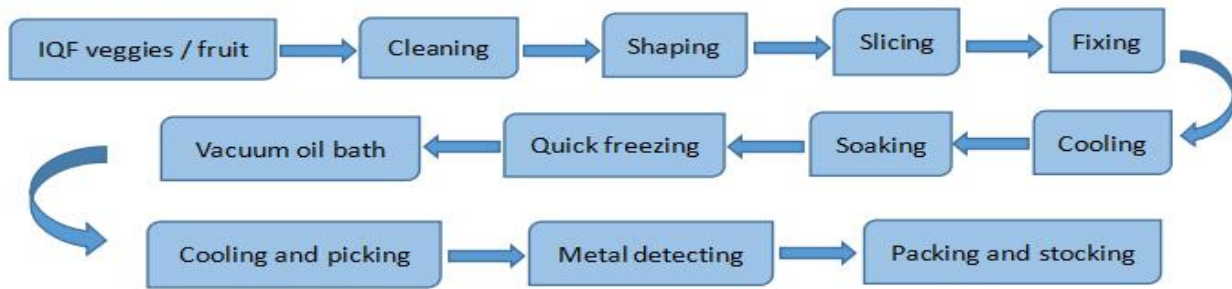 IQF veggies / fruit
Cleaning
Shaping
Slicing
Fixing
Cooling
Soaking
Quick freezing
Vacuum oil bath
Cooling and picking
Metal detecting
Packing and stocking